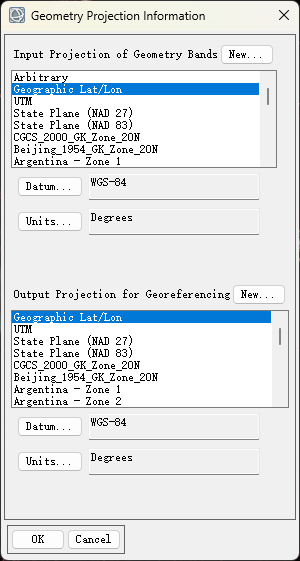 Geometry Projection Information
Input Projection of Geometry Bands New...
Arbitrary
Geographic Lat/Lon
UTM
State Plane (NAD 27)
State Plane (NAD 83)
CGCS_2000_GK_Zone_20N
Beijing_1954_GK_Zone_20N
Argentina - Zone 1
Datum... WGS-84
Units... Degrees
Output Projection for Georeferencing New...
Geographic Lat/Lon
UTM
State Plane (NAD 27)
State Plane (NAD 83)
CGCS_2000_GK_Zone_20N
Beijing_1954_GK_Zone_20N
Argentina - Zone 1
Argentina - Zone 2
Datum... WGS-84
Units... Degrees
OK Cancel